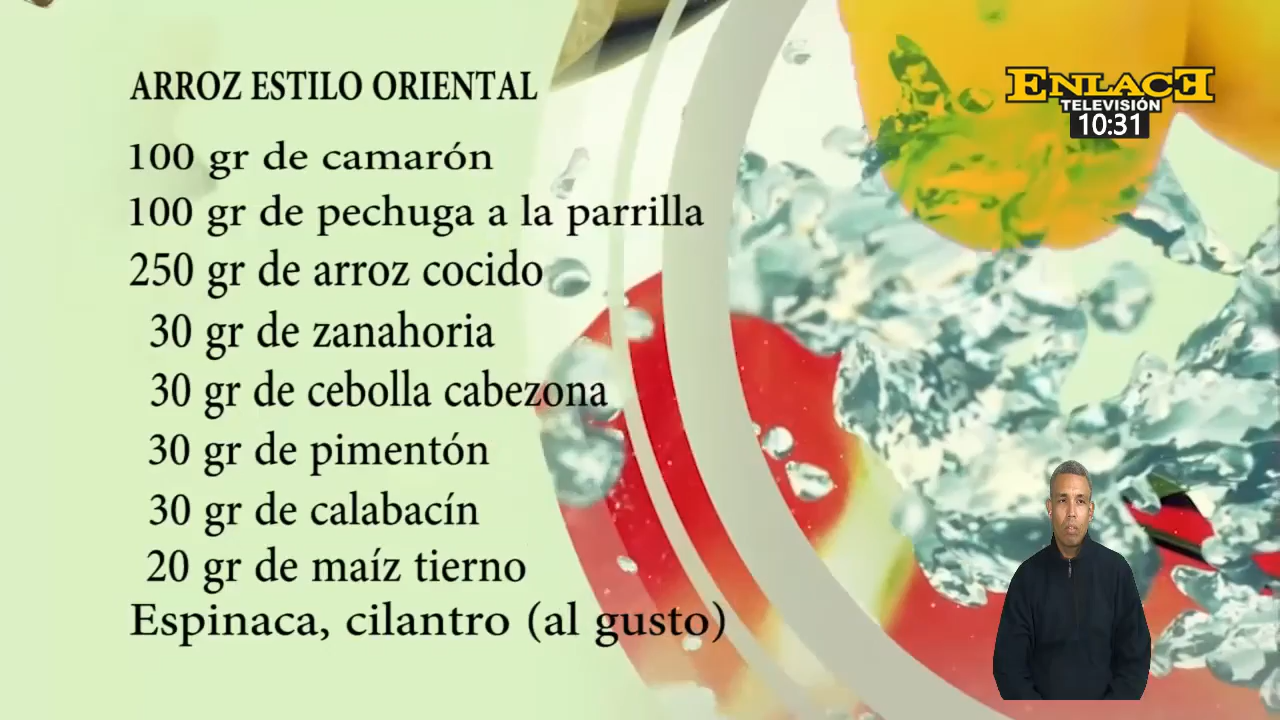 ARROZ ESTILO ORIENTAL
100 gr de camarón
100 gr de pechuga a la parrilla
250 gr de arroz cocido
30 gr de zanahoria
30 gr de cebolla cabezona
30 gr de pimentón
30 gr de calabacín
20 gr de maíz tierno
Espinaca, cilantro (al gusto)
ENLACE
TELEVISIÓN
10:31